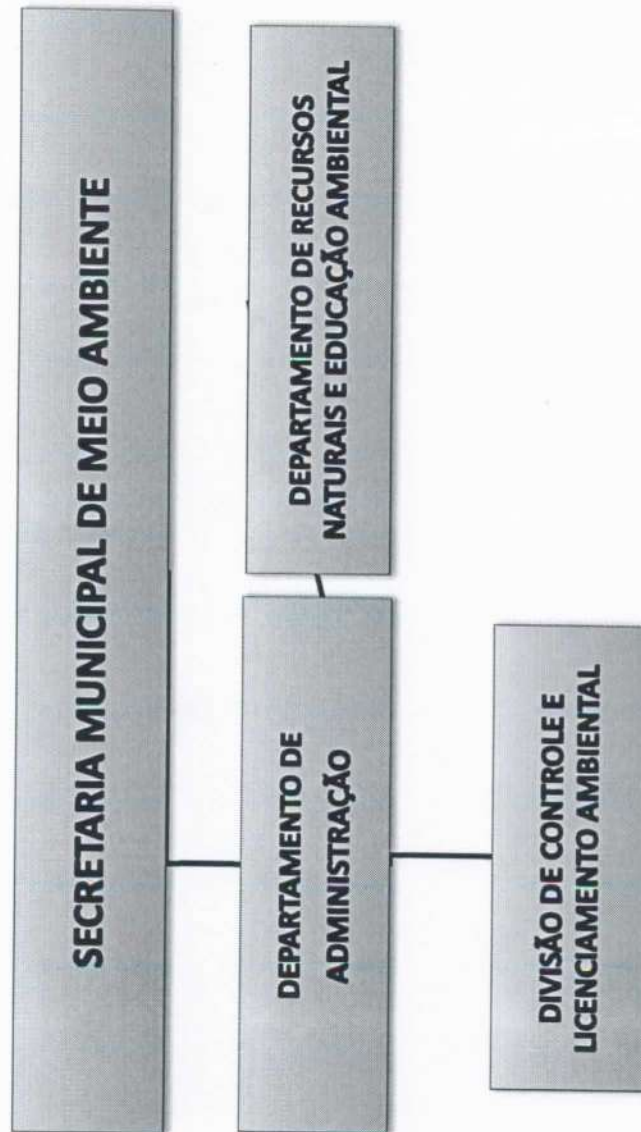 SECRETARIA MUNICIPAL DE MEIO AMBIENTE
DEPARTAMENTO DE
ADMINISTRAÇÃO
DEPARTAMENTO DE RECURSOS
NATURAIS E EDUCAÇÃO AMBIENTAL
DIVISÃO DE CONTROLE E
LICENCIAMENTO AMBIENTAL